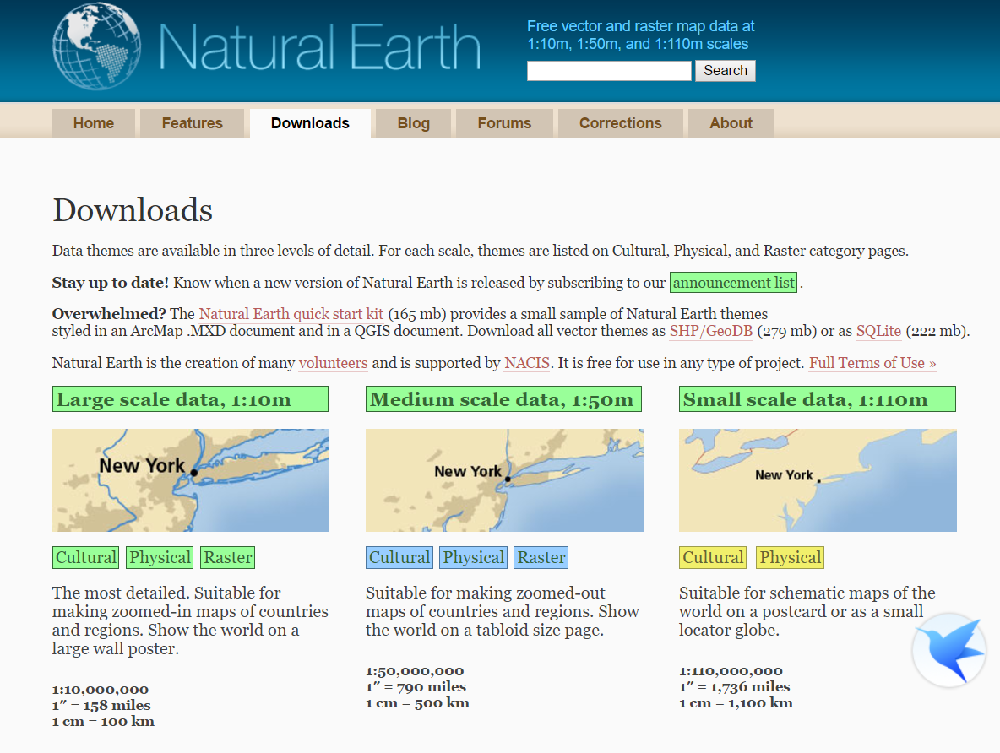 Natural Earth
Free vector and raster map data at
1:10m, 1:50m, and 1:110m scales
Search
Home
Features
Downloads
Blog
Forums
Corrections
About
Downloads
Data themes are available in three levels of detail. For each scale, themes are listed on Cultural, Physical, and Raster category pages.
Stay up to date! Know when a new version of Natural Earth is released by subscribing to our announcement list.
Overwhelmed? The Natural Earth quick start kit (165 mb) provides a small sample of Natural Earth themes
styled in an ArcMap .MXD document and in a QGIS document. Download all vector themes as SHP/GeoDB (279 mb) or as SQLite (222 mb).
Natural Earth is the creation of many volunteers and is supported by NACIS. It is free for use in any type of project. Full Terms of Use »
Large scale data, 1:10m
New York
Cultural Physical Raster
The most detailed. Suitable for
making zoomed-in maps of countries
and regions. Show the world on a
large wall poster.
1:10,000,000
1″ = 158 miles
1 cm = 100 km
Medium scale data, 1:50m
New York
Cultural Physical Raster
Suitable for making zoomed-out
maps of countries and regions. Show
the world on a tabloid size page.
1:50,000,000
1″ = 790 miles
1 cm = 500 km
Small scale data, 1:110m
New York
Cultural Physical
Suitable for schematic maps of the
world on a postcard or as a small
locator globe.
1:110,000,000
1″ = 1,736 miles
1 cm = 1,100 km